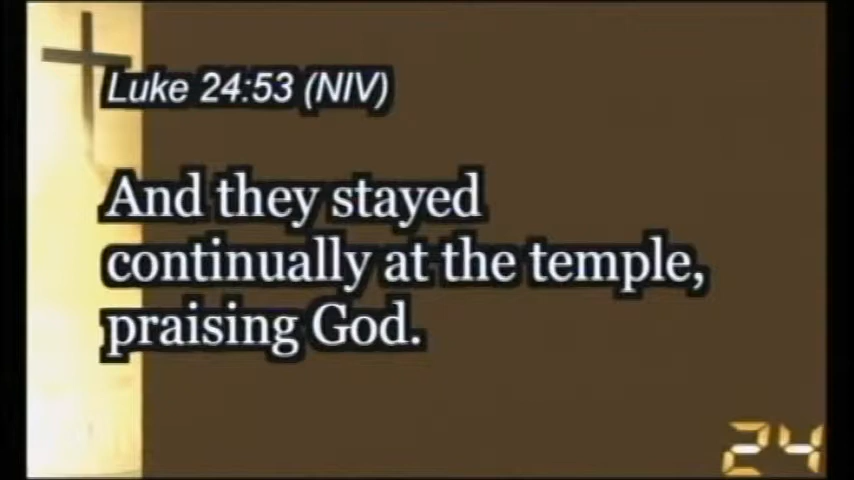 Luke 24:53 (NIV)
And they stayed
continually at the temple,
praising God.
24